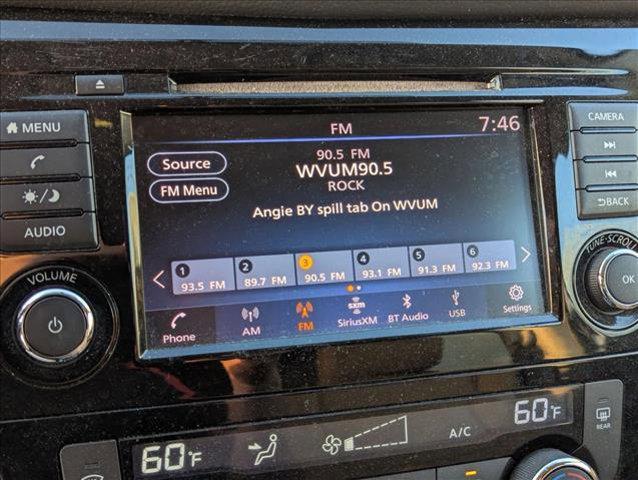 FM
7:46
Source
FM Menu
90.5 FM
WVUM90.5
ROCK
Angie BY spill tab On WVUM
1
93.5 FM
2
89.7 FM
3
90.5 FM
4
93.1 FM
5
91.3 FM
6
92.3 FM
Phone
AM
FM
SiriusXM
BT Audio
USB
Settings
MENU
AUDIO
VOLUME
CAMERA
BACK
TUNE·SCROLL
OK
60°F
A/C
60°F
REAR